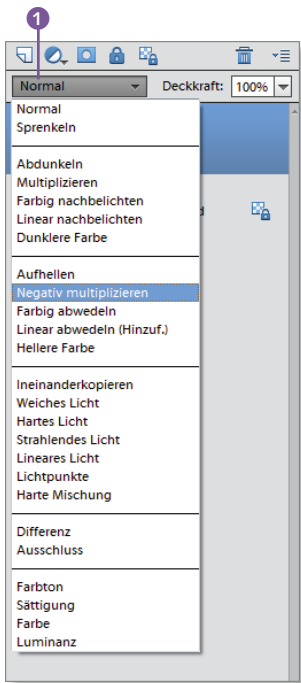 1
Normal Deckkraft: 100%
Normal
Sprenkeln
Abdunkeln
Multiplizieren
Farbig nachbelichten
Linear nachbelichten
Dunklere Farbe
Aufhellen
Negativ multiplizieren
Farbig abwedeln
Linear abwedeln (Hinzuf.)
Hellere Farbe
Ineinanderkopieren
Weiches Licht
Hartes Licht
Strahlendes Licht
Lineares Licht
Lichtpunkte
Harte Mischung
Differenz
Ausschluss
Farbton
Sättigung
Farbe
Luminanz